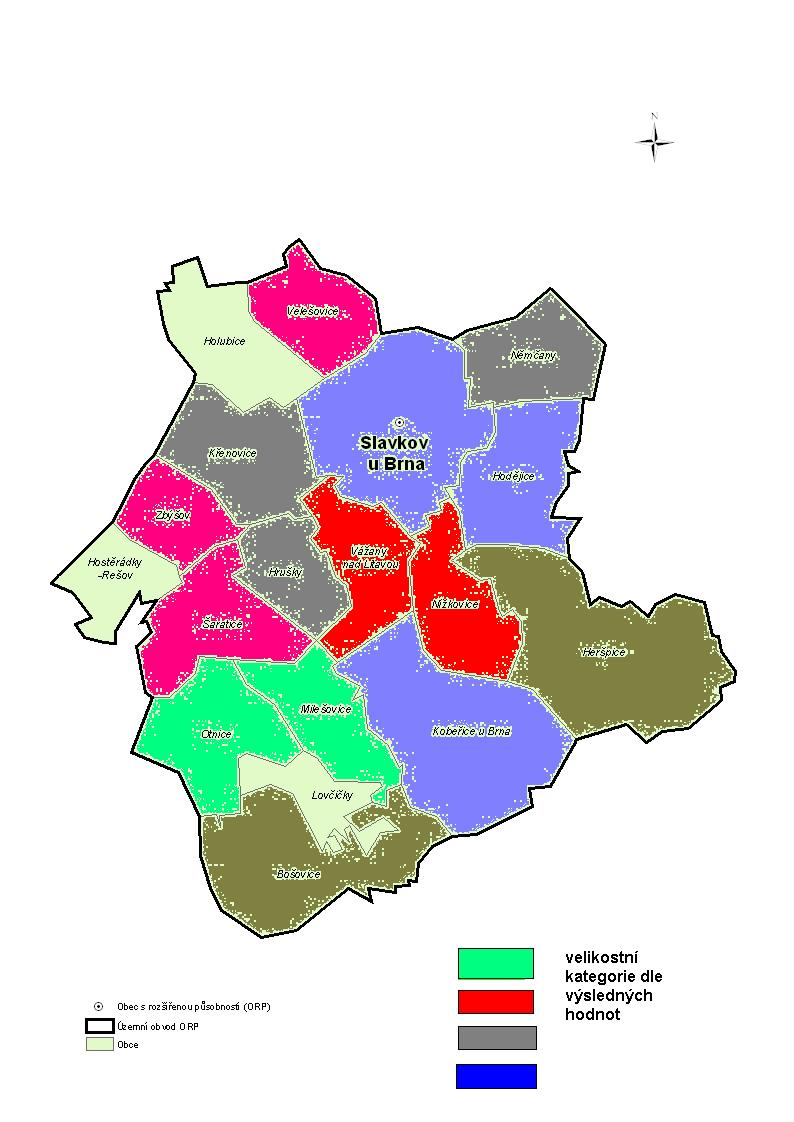 N
Velešovice
Holubice
Němčany
Slavkov
u Brna
Křenovice
Hodějice
Zbýšov
Hostěrádky
-Rešov
Vážany
nad Litavou
Hrušky
Nížkovice
Šaratice
Heršpice
Milešovice
Otnice
Kobeřice u Brna
Lovčičky
Bošovice
velikostní
kategorie dle
výsledných
hodnot
Obec s rozšířenou působností (ORP)
Územní obvod ORP
Obce